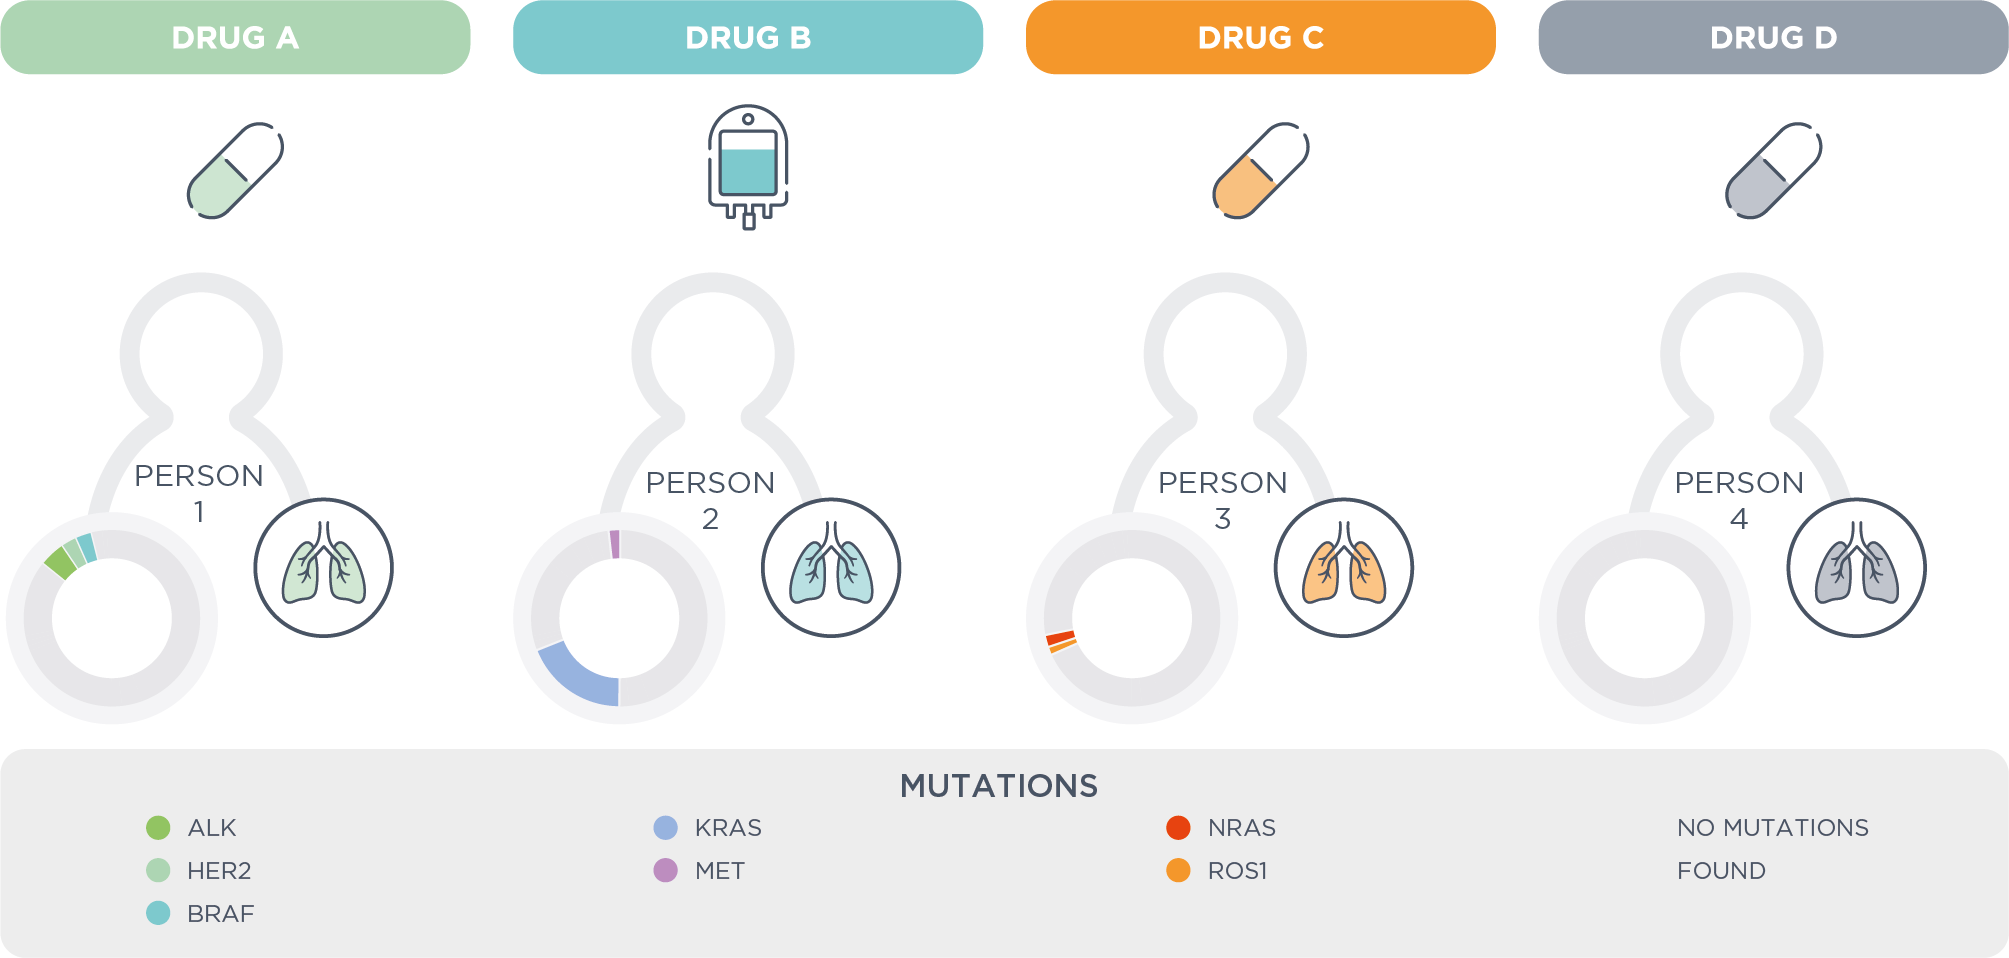 DRUG A
DRUG B
DRUG C
DRUG D
PERSON
1
PERSON
2
PERSON
3
PERSON
4
MUTATIONS
ALK
HER2
BRAF
KRAS
MET
NRAS
ROS1
NO MUTATIONS
FOUND